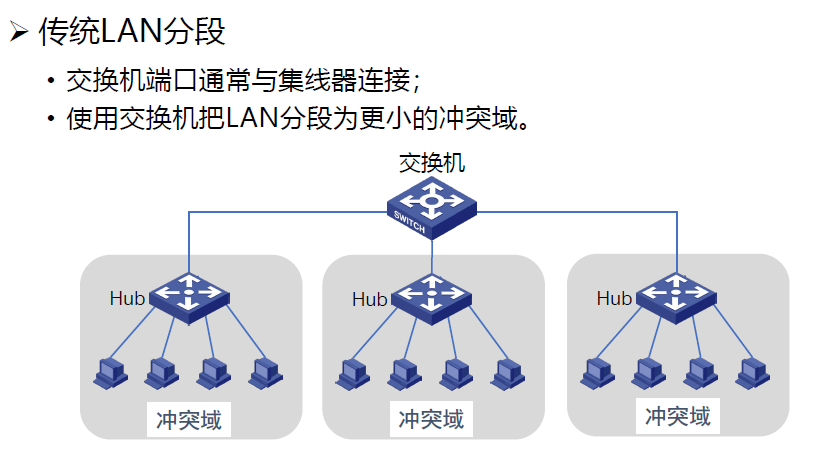 传统LAN分段
交换机端口通常与集线器连接；
使用交换机把LAN分段为更小的冲突域。
交换机
SWITCH
Hub
Hub
Hub
冲突域
冲突域
冲突域